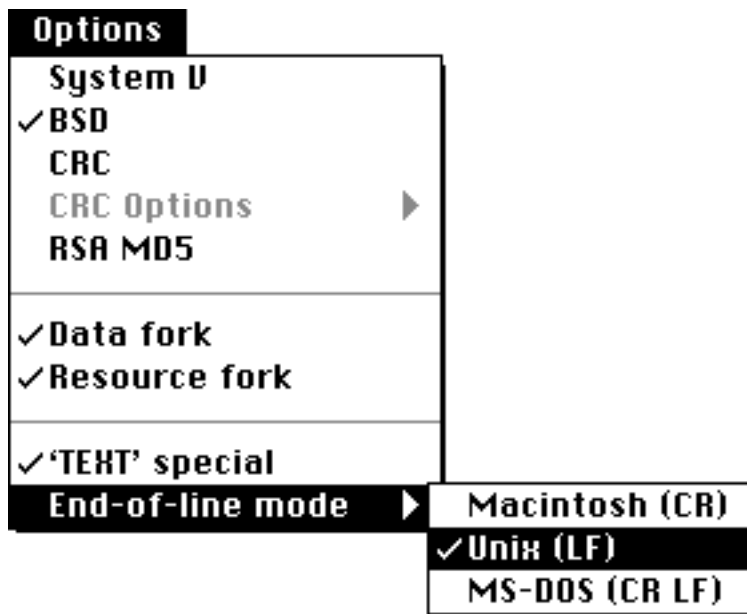 Options
System V
✓BSD
CRC
CRC Options
RSA MD5
✓Data fork
✓Resource fork
✓‘TEXT’ special
End-of-line mode
Macintosh (CR)
✓Unix (LF)
MS-DOS (CR LF)